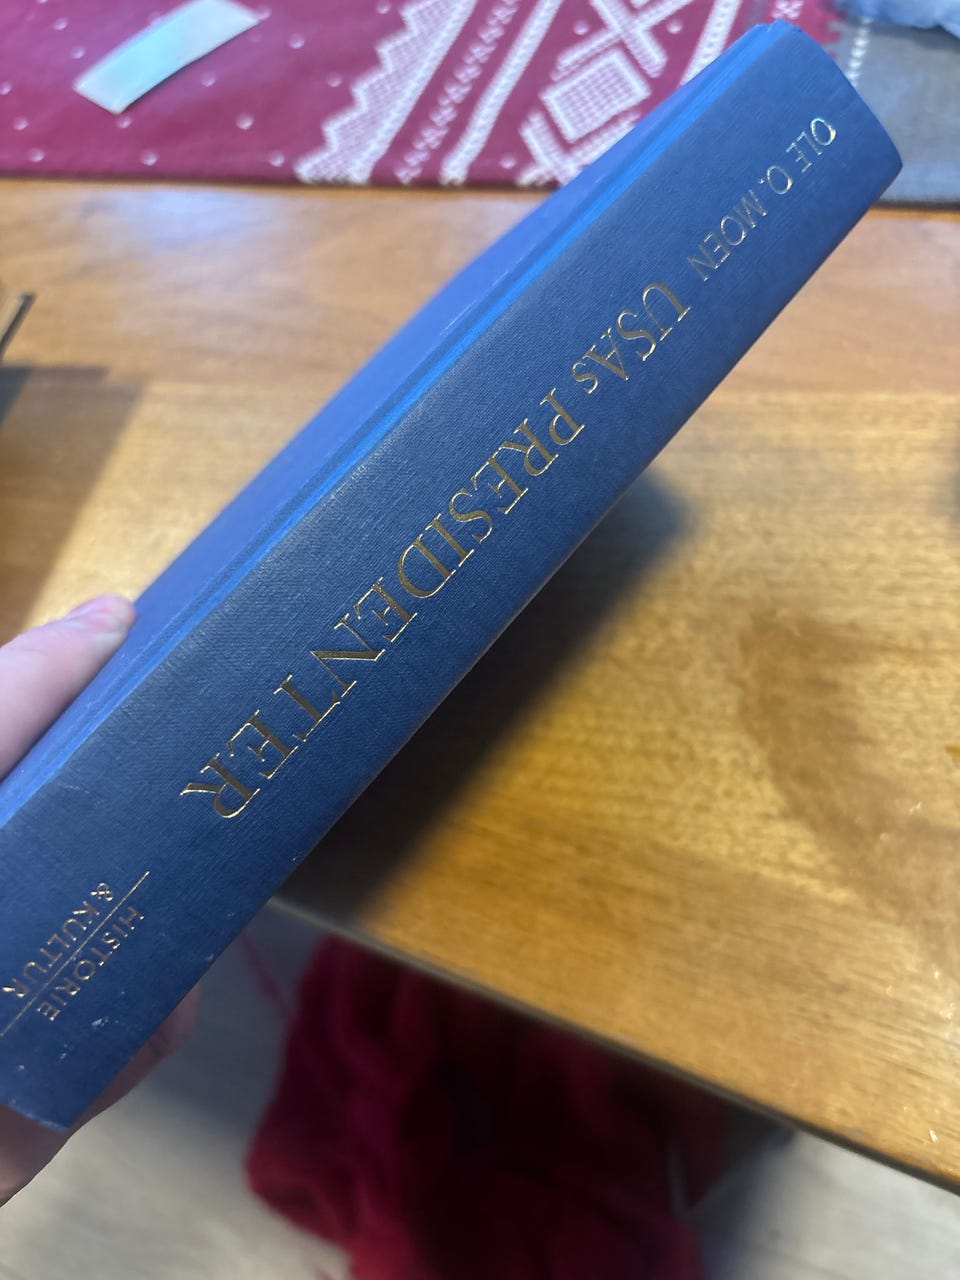 OLE O. MOEN USAs PRESIDENTER
HISTORIE
& KULTUR